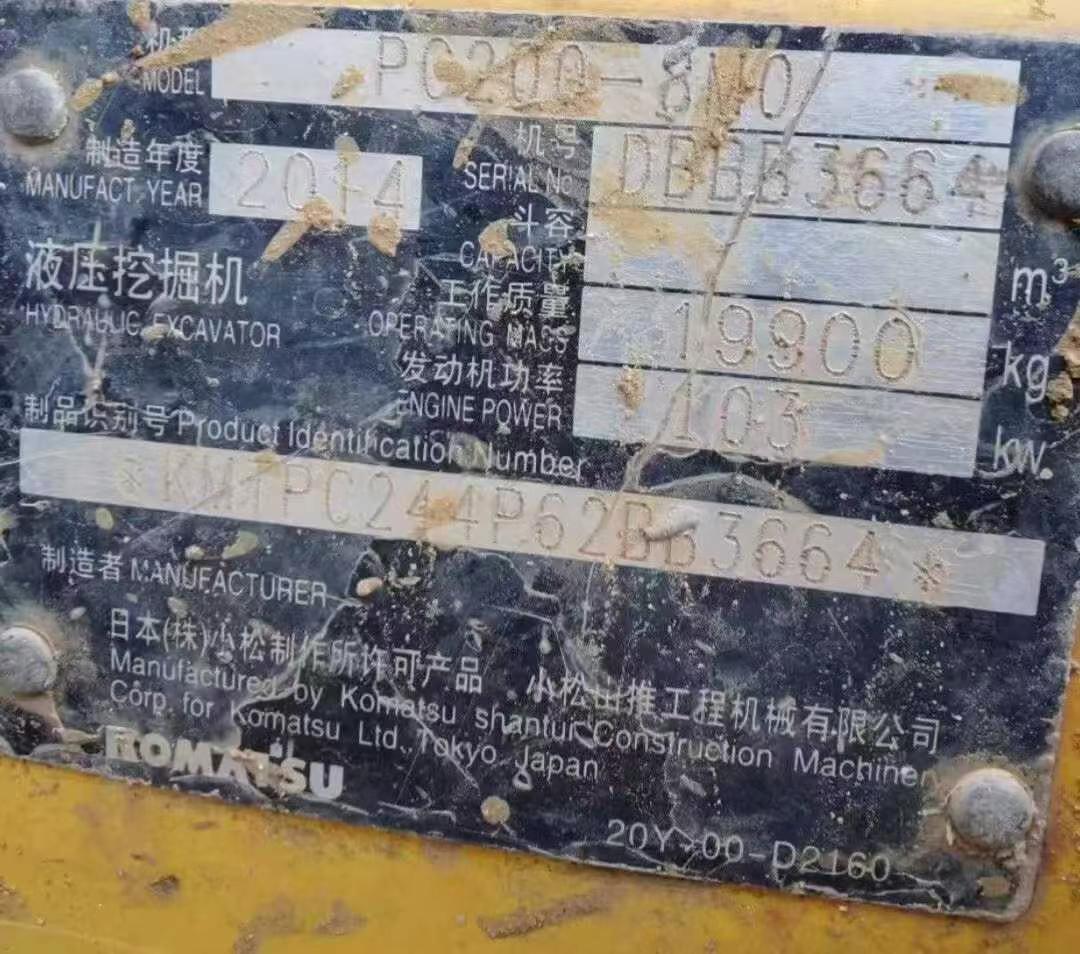 机型 PC200-8M0
MODEL
制造年度 2014 机号 DBBB3664
MANUFACT. YEAR SERIAL No
斗容 m³
CAPACITY
液压挖掘机 工作质量 19900 kg
HYDRAULIC EXCAVATOR OPERATING MASS
发动机功率 103 kw
ENGINE POWER
制品识别号 Product Identification Number
*KMTPC244P62BB3664*
制造者 MANUFACTURER
日本(株)小松制作所许可产品 小松山推工程机械有限公司
Manufactured by Komatsu shantui Construction Machinery
Corp. for Komatsu Ltd., Tokyo Japan
KOMATSU
20Y-00-D2160